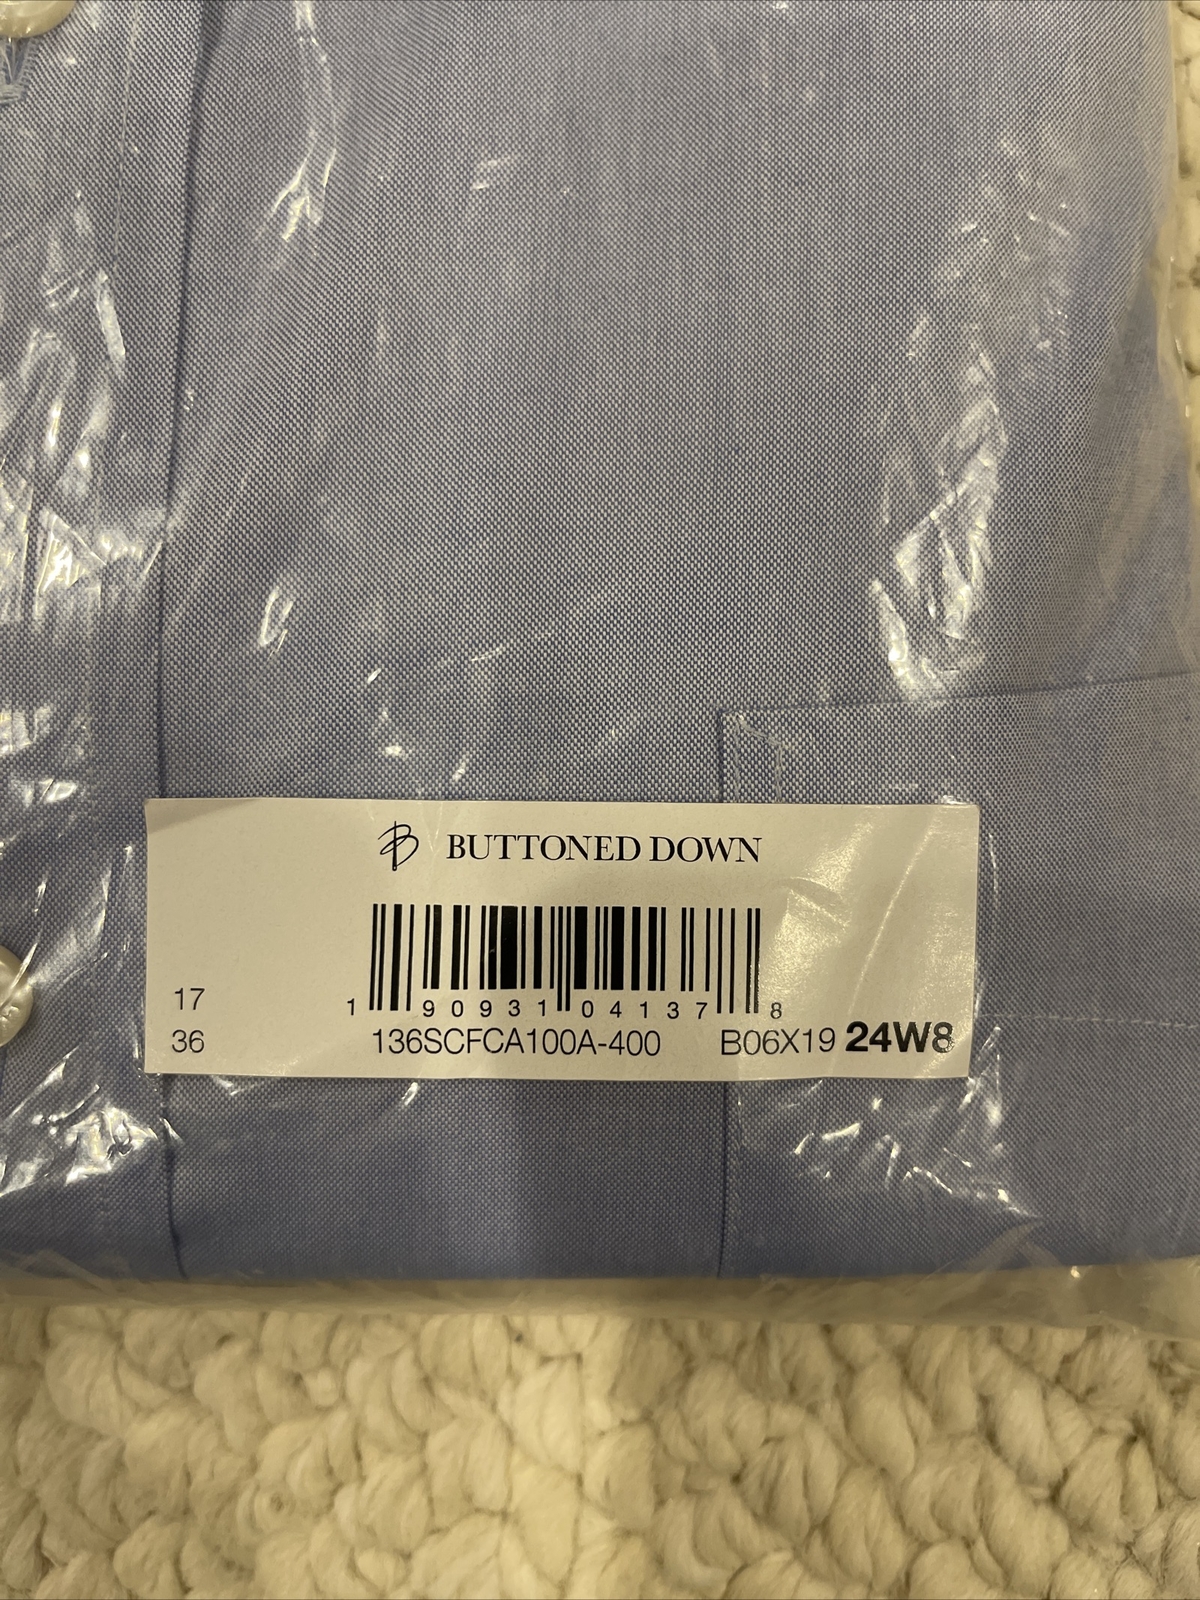 B BUTTONED DOWN
1 90931 04137 8
17
36 136SCFCA100A-400 B06X19 24W8